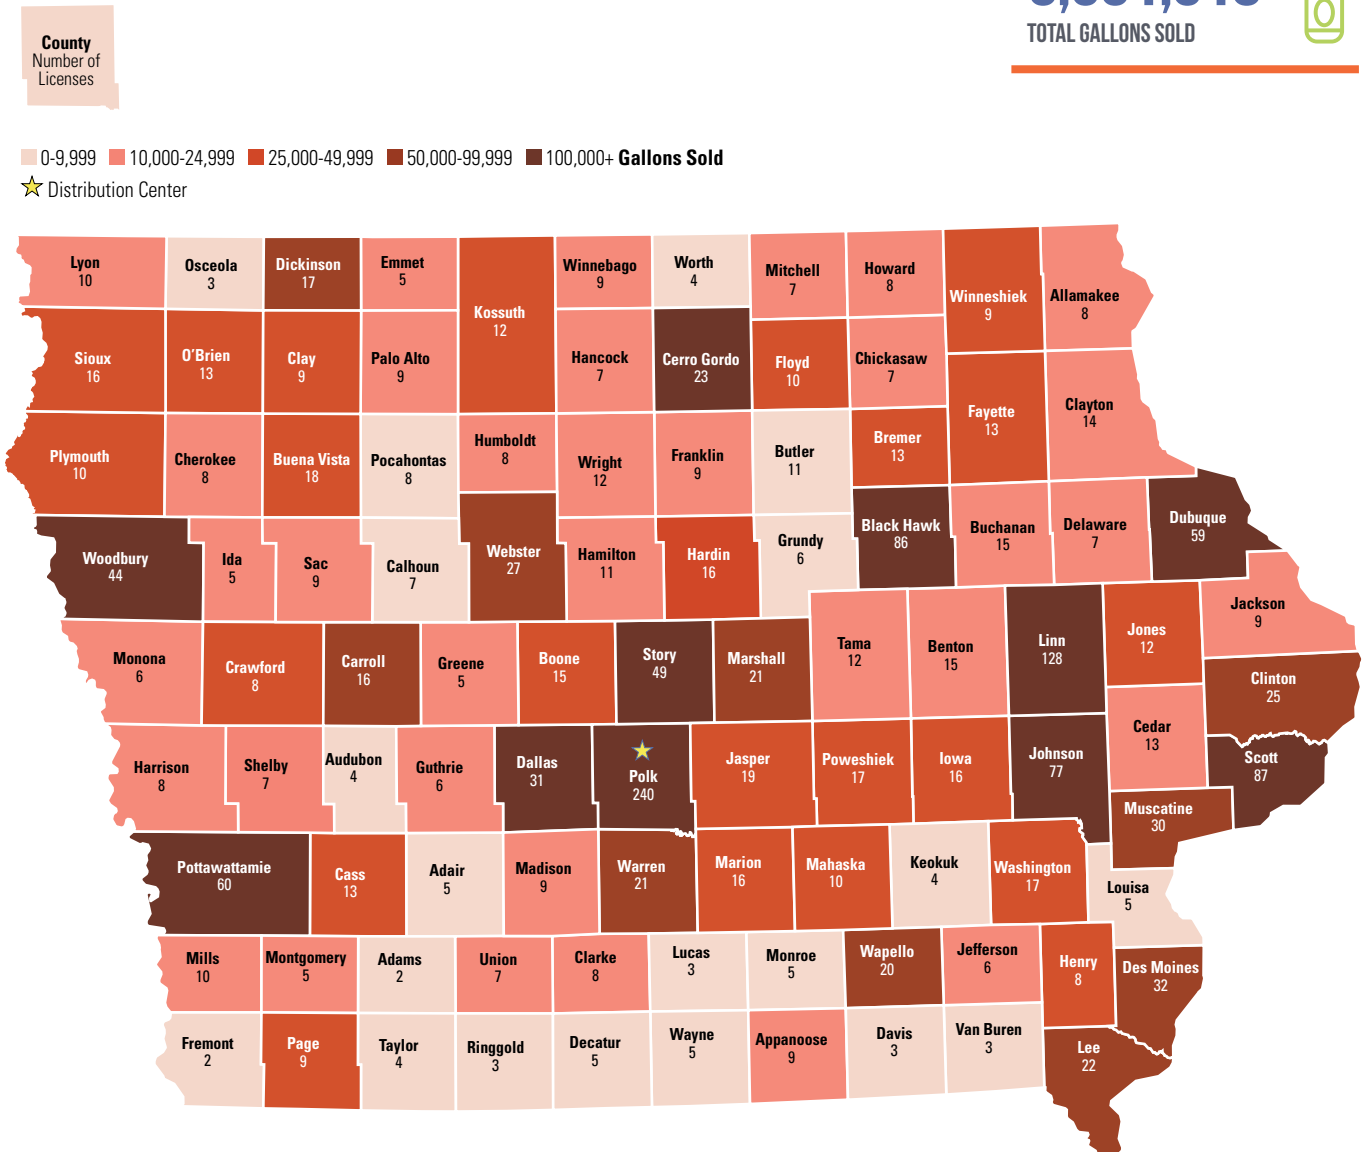 TOTAL GALLONS SOLD
County
Number of
Licenses
0-9,999 10,000-24,999 25,000-49,999 50,000-99,999 100,000+ Gallons Sold
Distribution Center
Lyon
10
Osceola
3
Dickinson
17
Emmet
5
Kossuth
12
Winnebago
9
Worth
4
Mitchell
7
Howard
8
Winneshiek
9
Allamakee
8
Sioux
16
O'Brien
13
Clay
9
Palo Alto
9
Hancock
7
Cerro Gordo
23
Floyd
10
Chickasaw
7
Fayette
13
Clayton
14
Plymouth
10
Cherokee
8
Buena Vista
18
Pocahontas
8
Humboldt
8
Wright
12
Franklin
9
Butler
11
Bremer
13
Woodbury
44
Ida
5
Sac
9
Calhoun
7
Webster
27
Hamilton
11
Hardin
16
Grundy
6
Black Hawk
86
Buchanan
15
Delaware
7
Dubuque
59
Monona
6
Crawford
8
Carroll
16
Greene
5
Boone
15
Story
49
Marshall
21
Tama
12
Benton
15
Linn
128
Jones
12
Jackson
9
Clinton
25
Harrison
8
Shelby
7
Audubon
4
Guthrie
6
Dallas
31
Polk
240
Jasper
19
Poweshiek
17
Iowa
16
Johnson
77
Cedar
13
Scott
87
Muscatine
30
Pottawattamie
60
Cass
13
Adair
5
Madison
9
Warren
21
Marion
16
Mahaska
10
Keokuk
4
Washington
17
Louisa
5
Mills
10
Montgomery
5
Adams
2
Union
7
Clarke
8
Lucas
3
Monroe
5
Wapello
20
Jefferson
6
Henry
8
Des Moines
32
Fremont
2
Page
9
Taylor
4
Ringgold
3
Decatur
5
Wayne
5
Appanoose
9
Davis
3
Van Buren
3
Lee
22